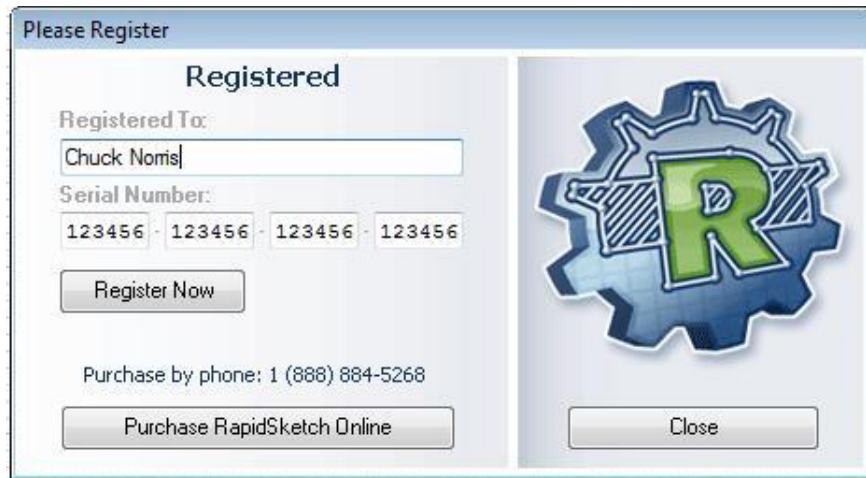 Please Register
Registered
Registered To:
Chuck Norris
Serial Number:
123456 - 123456 - 123456 - 123456
Register Now
Purchase by phone: 1 (888) 884-5268
Purchase RapidSketch Online
R
Close